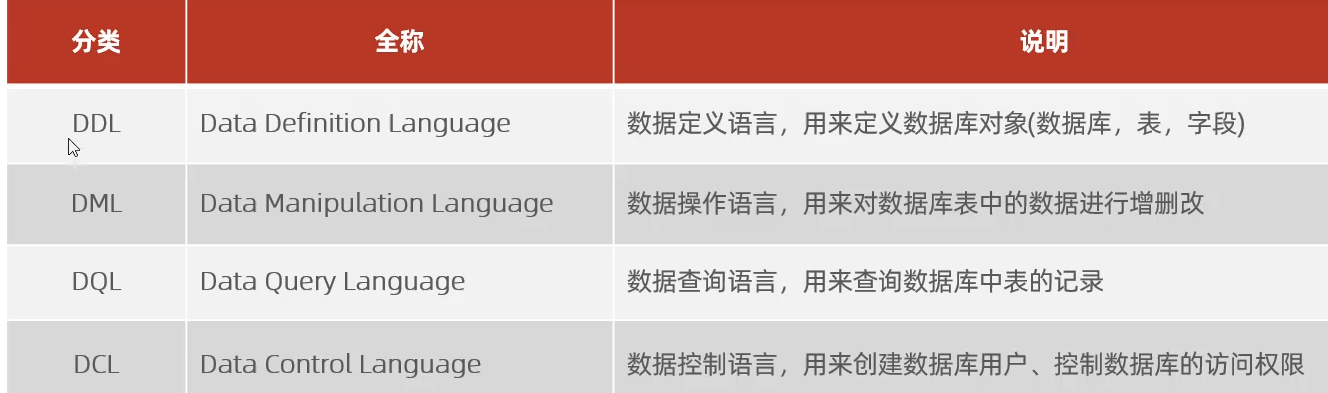 分类 全称 说明
DDL Data Definition Language 数据定义语言，用来定义数据库对象(数据库，表，字段)
DML Data Manipulation Language 数据操作语言，用来对数据库表中的数据进行增删改
DQL Data Query Language 数据查询语言，用来查询数据库中表的记录
DCL Data Control Language 数据控制语言，用来创建数据库用户、控制数据库的访问权限